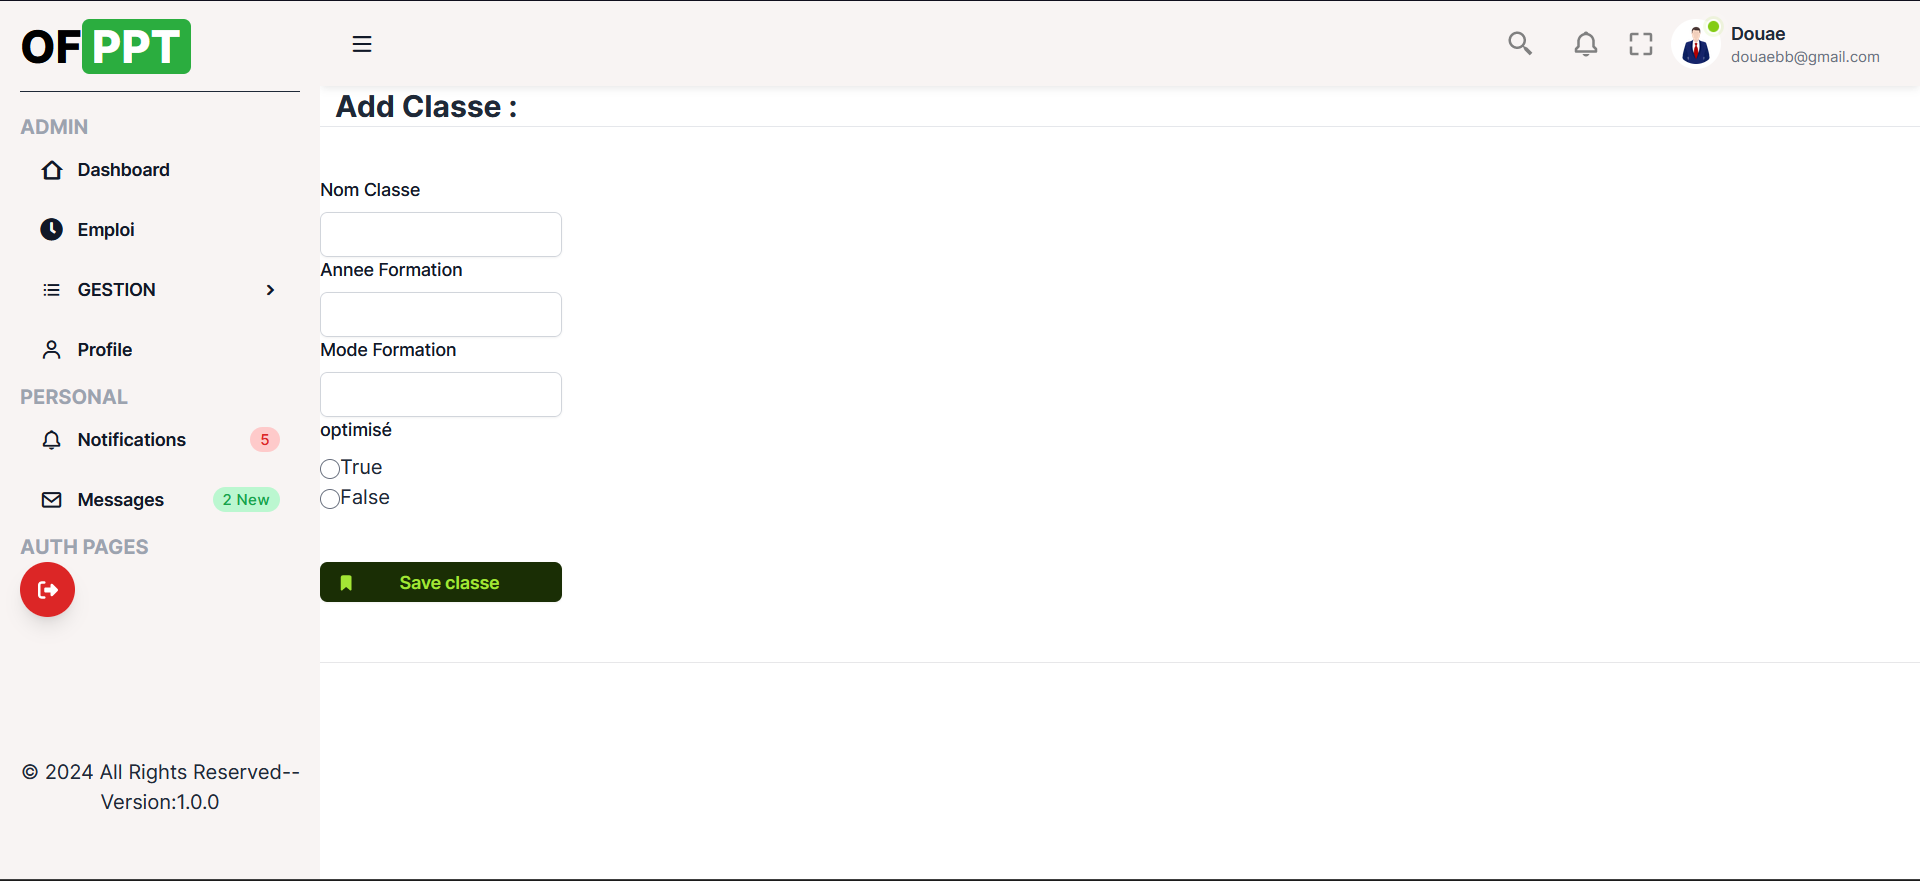 OFPPT
Douae
douaebb@gmail.com
ADMIN
Dashboard
Emploi
GESTION
Profile
PERSONAL
Notifications 5
Messages 2 New
AUTH PAGES
© 2024 All Rights Reserved--
Version:1.0.0
Add Classe :
Nom Classe
Annee Formation
Mode Formation
optimisé
True
False
Save classe